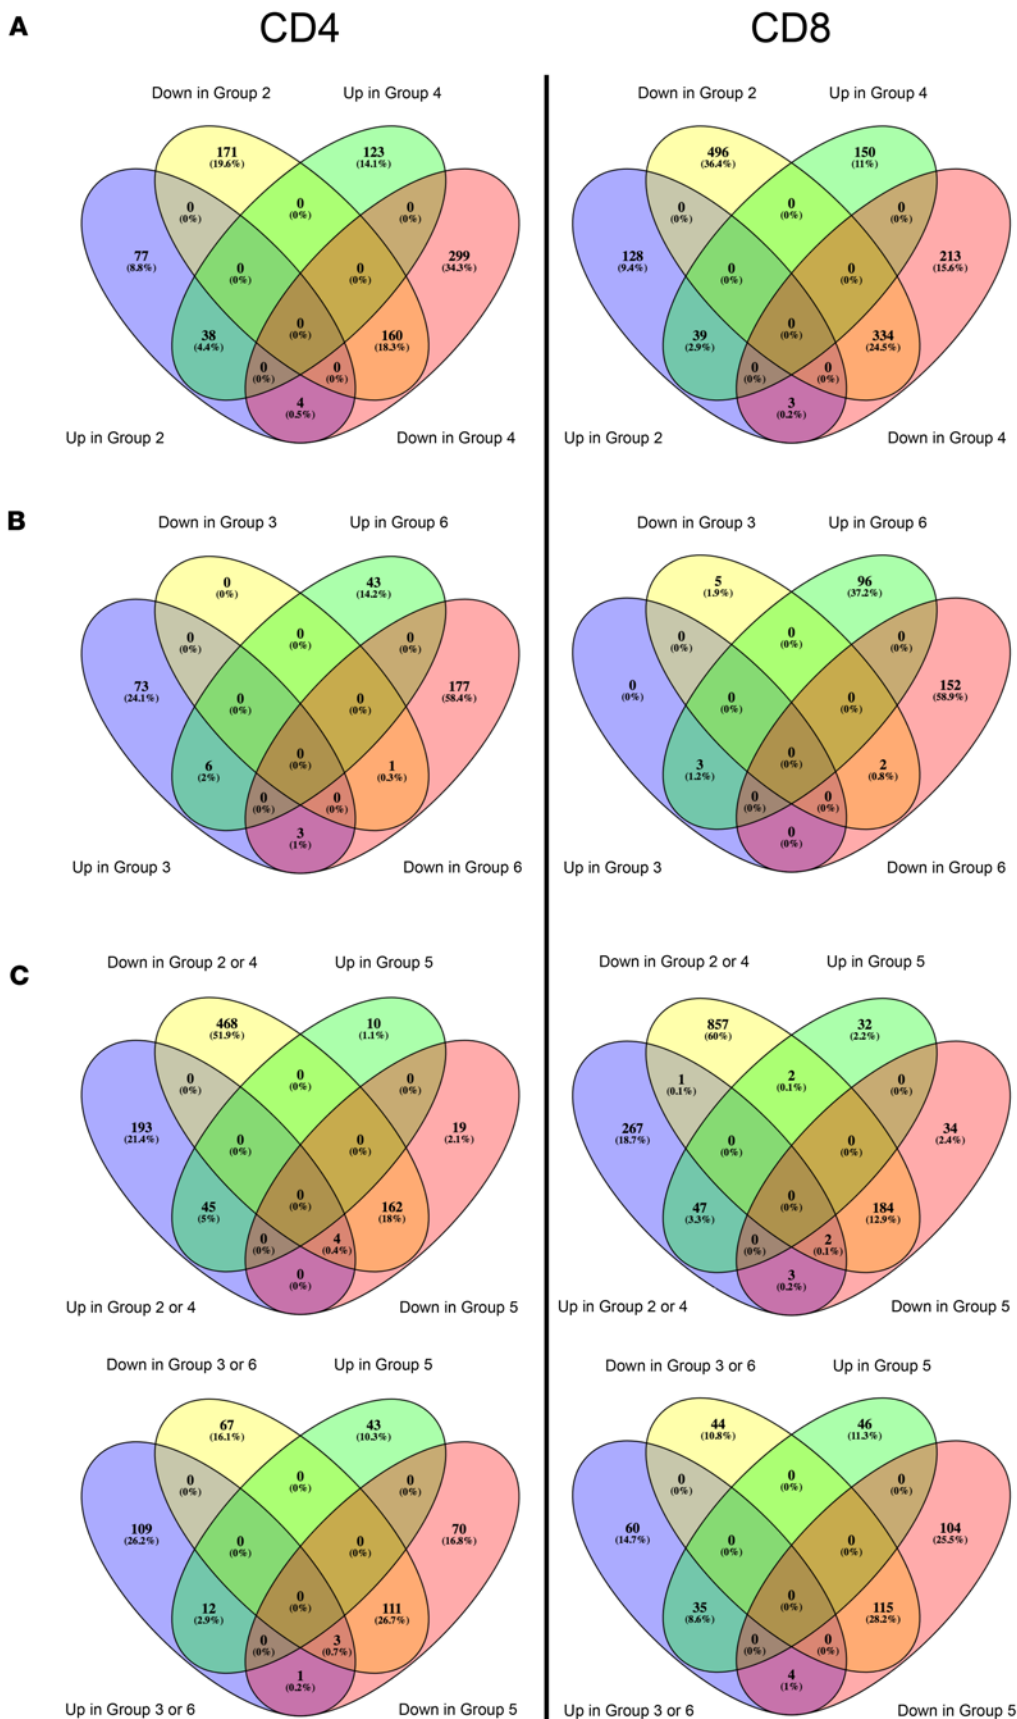 A CD4 CD8
Down in Group 2 Up in Group 4 Down in Group 2 Up in Group 4
171 123 496 150
(19.6%) (14.1%) (36.4%) (11%)
0 0 0 0 0 0
(0%) (0%) (0%) (0%) (0%) (0%)
77 0 0 299 128 0 0 213
(8.8%) (0%) (0%) (34.3%) (9.4%) (0%) (0%) (15.6%)
38 0 160 39 0 334
(4.4%) (0%) (18.3%) (2.9%) (0%) (24.5%)
0 0 0 0
(0%) (0%) (0%) (0%)
4 3
(0.5%) (0.2%)
Up in Group 2 Down in Group 4 Up in Group 2 Down in Group 4
B
Down in Group 3 Up in Group 6 Down in Group 3 Up in Group 6
0 43 5 96
(0%) (14.2%) (1.9%) (37.2%)
0 0 0 0 0 0
(0%) (0%) (0%) (0%) (0%) (0%)
73 0 0 177 0 0 0 152
(24.1%) (0%) (0%) (58.4%) (0%) (0%) (0%) (58.9%)
6 0 1 3 0 2
(2%) (0%) (0.3%) (1.2%) (0%) (0.8%)
0 0 0 0
(0%) (0%) (0%) (0%)
3 0
(1%) (0%)
Up in Group 3 Down in Group 6 Up in Group 3 Down in Group 6
C
Down in Group 2 or 4 Up in Group 5 Down in Group 2 or 4 Up in Group 5
468 10 857 32
(51.9%) (1.1%) (60%) (2.2%)
0 0 0 1 2 0
(0%) (0%) (0%) (0.1%) (0.1%) (0%)
193 0 0 19 267 0 0 34
(21.4%) (0%) (0%) (2.1%) (18.7%) (0%) (0%) (2.4%)
45 0 162 47 0 184
(5%) (0%) (18%) (3.3%) (0%) (12.9%)
0 4 0 2
(0%) (0.4%) (0%) (0.1%)
0 3
(0%) (0.2%)
Up in Group 2 or 4 Down in Group 5 Up in Group 2 or 4 Down in Group 5
Down in Group 3 or 6 Up in Group 5 Down in Group 3 or 6 Up in Group 5
67 43 44 46
(16.1%) (10.3%) (10.8%) (11.3%)
0 0 0 0 0 0
(0%) (0%) (0%) (0%) (0%) (0%)
109 0 0 70 60 0 0 104
(26.2%) (0%) (0%) (16.8%) (14.7%) (0%) (0%) (25.5%)
12 0 111 35 0 115
(2.9%) (0%) (26.7%) (8.6%) (0%) (28.2%)
0 3 0 0
(0%) (0.7%) (0%) (0%)
1 4
(0.2%) (1%)
Up in Group 3 or 6 Down in Group 5 Up in Group 3 or 6 Down in Group 5